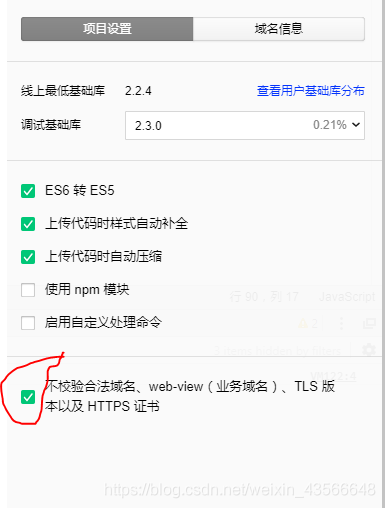 项目设置 域名信息
线上最低基础库 2.2.4 查看用户基础库分布
调试基础库 2.3.0 0.21%
ES6 转 ES5
上传代码时样式自动补全
上传代码时自动压缩
使用 npm 模块
行 90，列 17 JavaScript
启用自定义处理命令
不校验合法域名、web-view（业务域名）、TLS 版
本以及 HTTPS 证书
https://blog.csdn.net/weixin_43566648